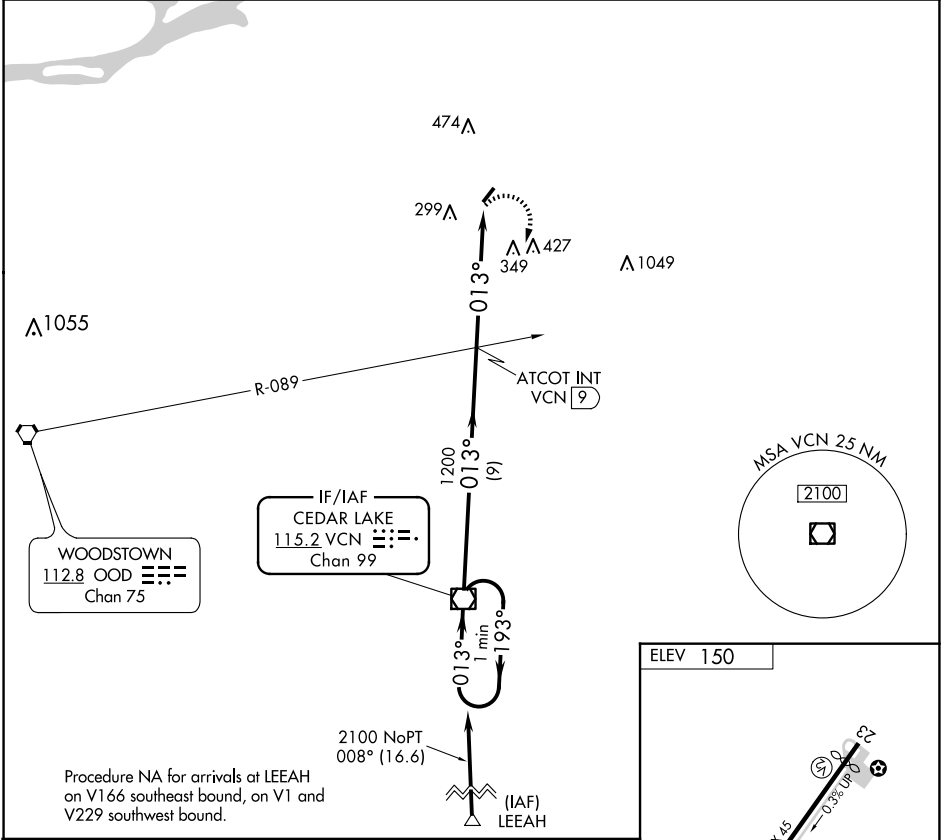 474
299
349
427
1049
1055
013°
R-089
ATCOT INT
VCN 9
1200
013°
(9)
MSA VCN 25 NM
2100
IF/IAF
CEDAR LAKE
115.2 VCN
Chan 99
WOODSTOWN
112.8 OOD
Chan 75
013°
1 min
193°
2100 NoPT
008° (16.6)
(IAF)
LEEAH
Procedure NA for arrivals at LEEAH
on V166 southeast bound, on V1 and
V229 southwest bound.
ELEV 150
23
0.3% UP
X 45